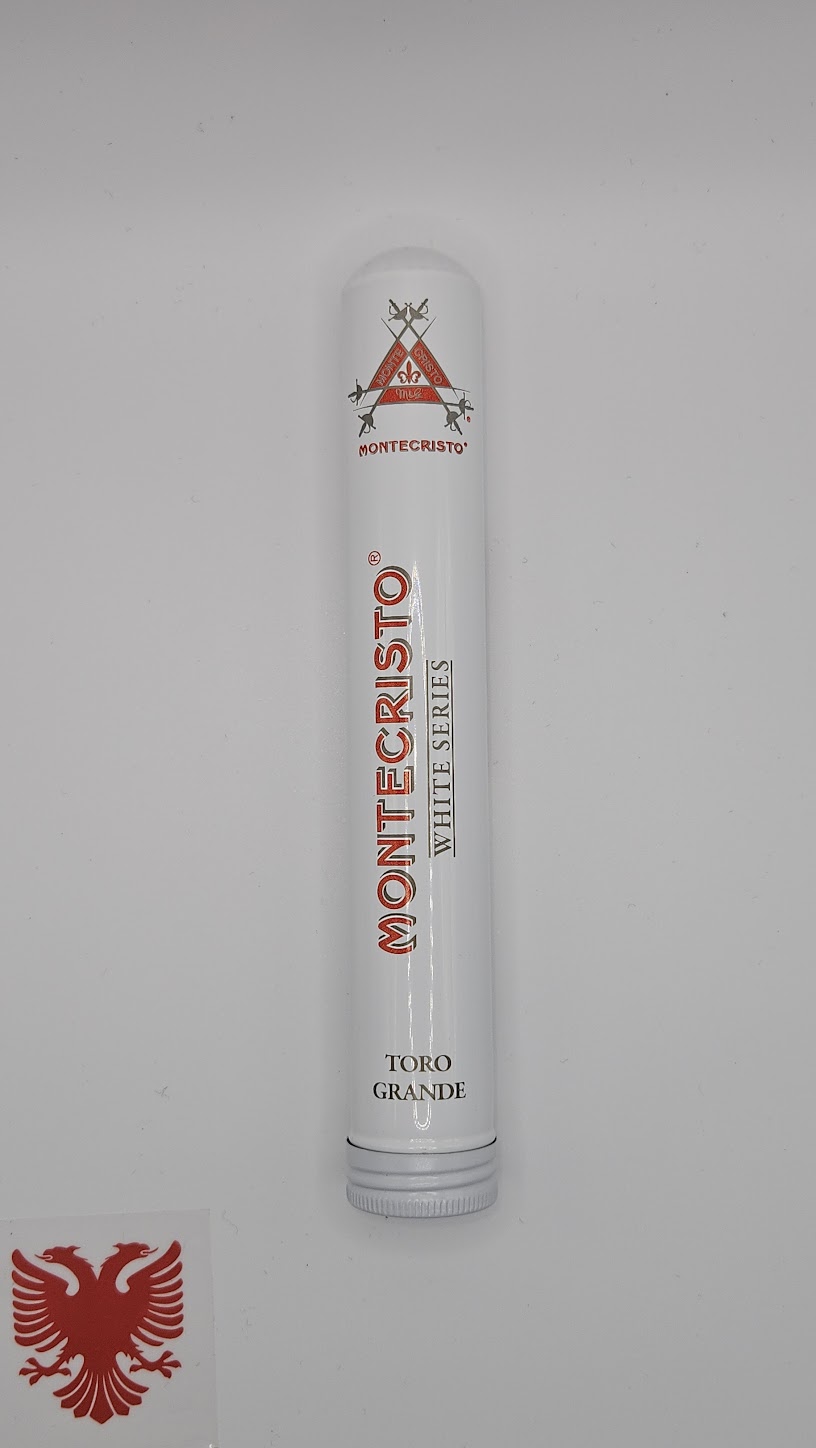 MONTE CRISTO
M&G
MONTECRISTO®
MONTECRISTO®
WHITE SERIES
TORO
GRANDE